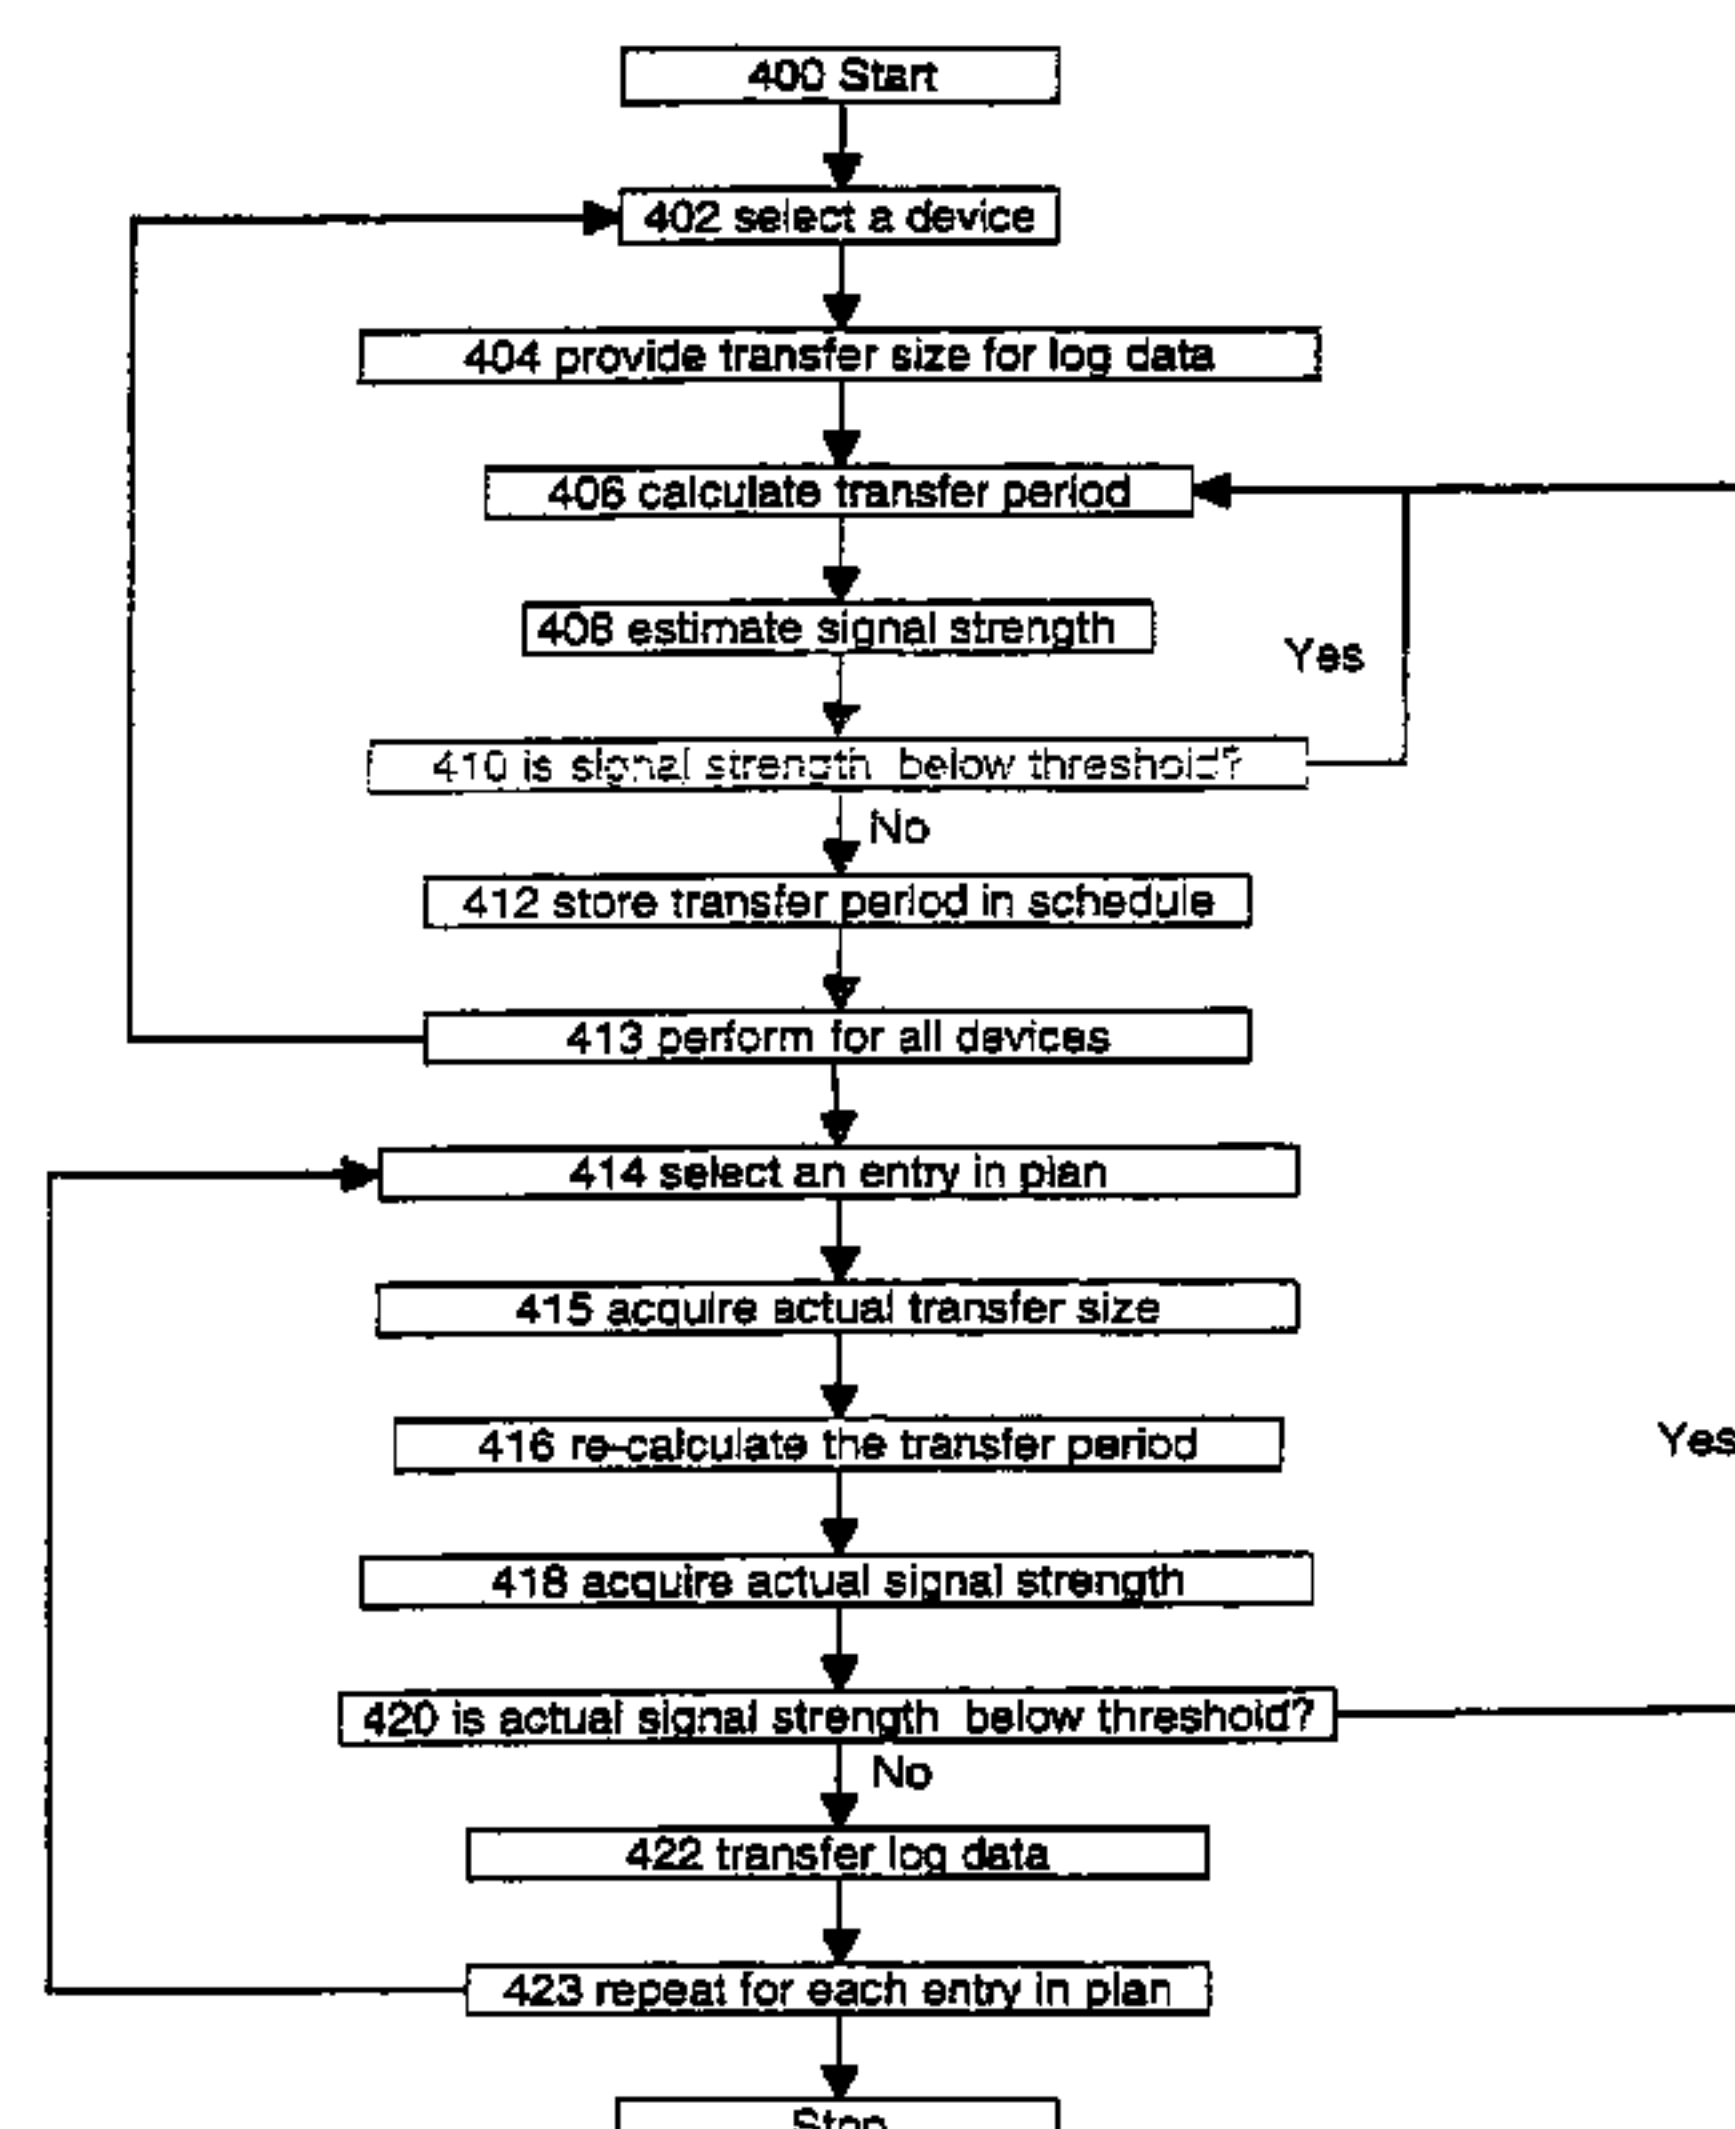 400 Start
402 select a device
404 provide transfer size for log data
406 calculate transfer period
408 estimate signal strength
Yes
410 is signal strength below threshold?
No
412 store transfer period in schedule
413 perform for all devices
414 select an entry in plan
415 acquire actual transfer size
416 re-calculate the transfer period
Yes
418 acquire actual signal strength
420 is actual signal strength below threshold?
No
422 transfer log data
423 repeat for each entry in plan
Stop